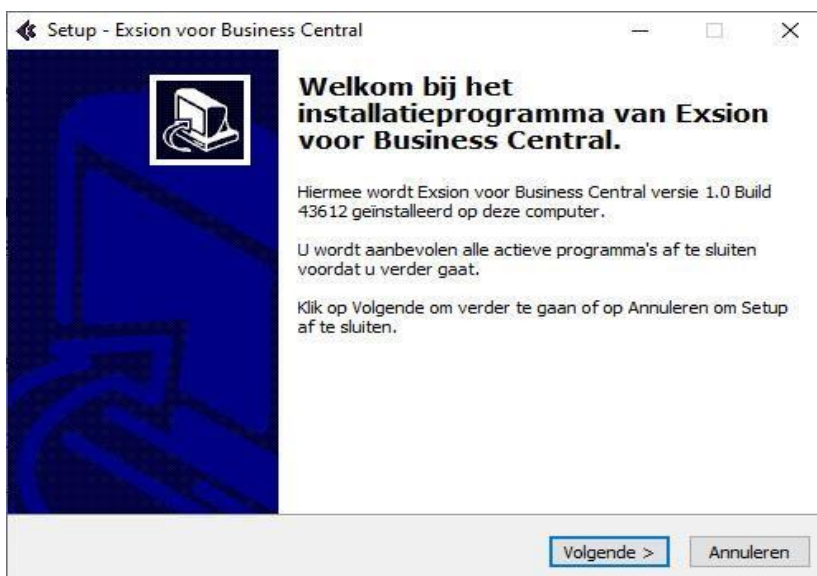 Setup - Exsion voor Business Central
Welkom bij het
installatieprogramma van Exsion
voor Business Central.
Hiermee wordt Exsion voor Business Central versie 1.0 Build
43612 geïnstalleerd op deze computer.
U wordt aanbevolen alle actieve programma's af te sluiten
voordat u verder gaat.
Klik op Volgende om verder te gaan of op Annuleren om Setup
af te sluiten.
Volgende >
Annuleren